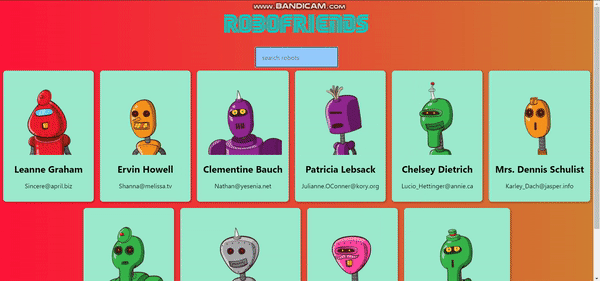 www.BANDICAM.com
ROBOFRIENDS
search robots
Leanne Graham
Ervin Howell
Clementine Bauch
Patricia Lebsack
Chelsey Dietrich
Mrs. Dennis Schulist
Sincere@april.biz
Shanna@melissa.tv
Nathan@yesenia.net
Julianne.OConner@kory.org
Lucio_Hettinger@annie.ca
Karley_Dach@jasper.info